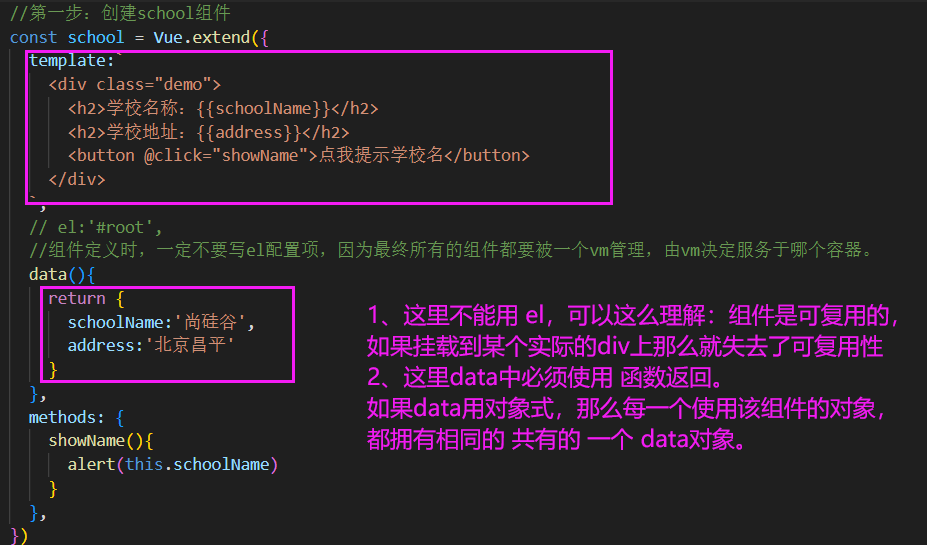 //第一步：创建school组件
const school = Vue.extend({
template:`
<div class="demo">
<h2>学校名称：{{schoolName}}</h2>
<h2>学校地址：{{address}}</h2>
<button @click="showName">点我提示学校名</button>
</div>
`,
// el:'#root',
//组件定义时，一定不要写el配置项，因为最终所有的组件都要被一个vm管理，由vm决定服务于哪个容器。
data(){
return {
schoolName:'尚硅谷',
address:'北京昌平'
}
},
methods: {
showName(){
alert(this.schoolName)
}
},
})
1、这里不能用 el，可以这么理解：组件是可复用的，
如果挂载到某个实际的div上那么就失去了可复用性
2、这里data中必须使用 函数返回。
如果data用对象式，那么每一个使用该组件的对象，
都拥有相同的 共有的 一个 data对象。